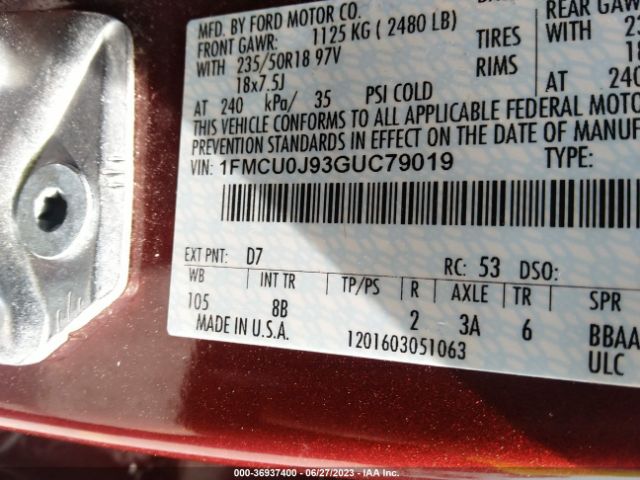 MFD. BY FORD MOTOR CO.
FRONT GAWR: 1125 KG ( 2480 LB) REAR GAWR
WITH 235/50R18 97V TIRES WITH
18x7.5J RIMS
AT 240 kPa/ 35 PSI COLD AT 240
THIS VEHICLE CONFORMS TO ALL APPLICABLE FEDERAL MOTO
PREVENTION STANDARDS IN EFFECT ON THE DATE OF MANUF
VIN: 1FMCU0J93GUC79019 TYPE:
EXT PNT: D7 RC: 53 DSO:
WB INT TR TP/PS R AXLE TR SPR
105 8B 2 3A 6 BBAA
MADE IN U.S.A. 1201603051063 ULC
000-36937400 - 06/27/2023 - IAA Inc.